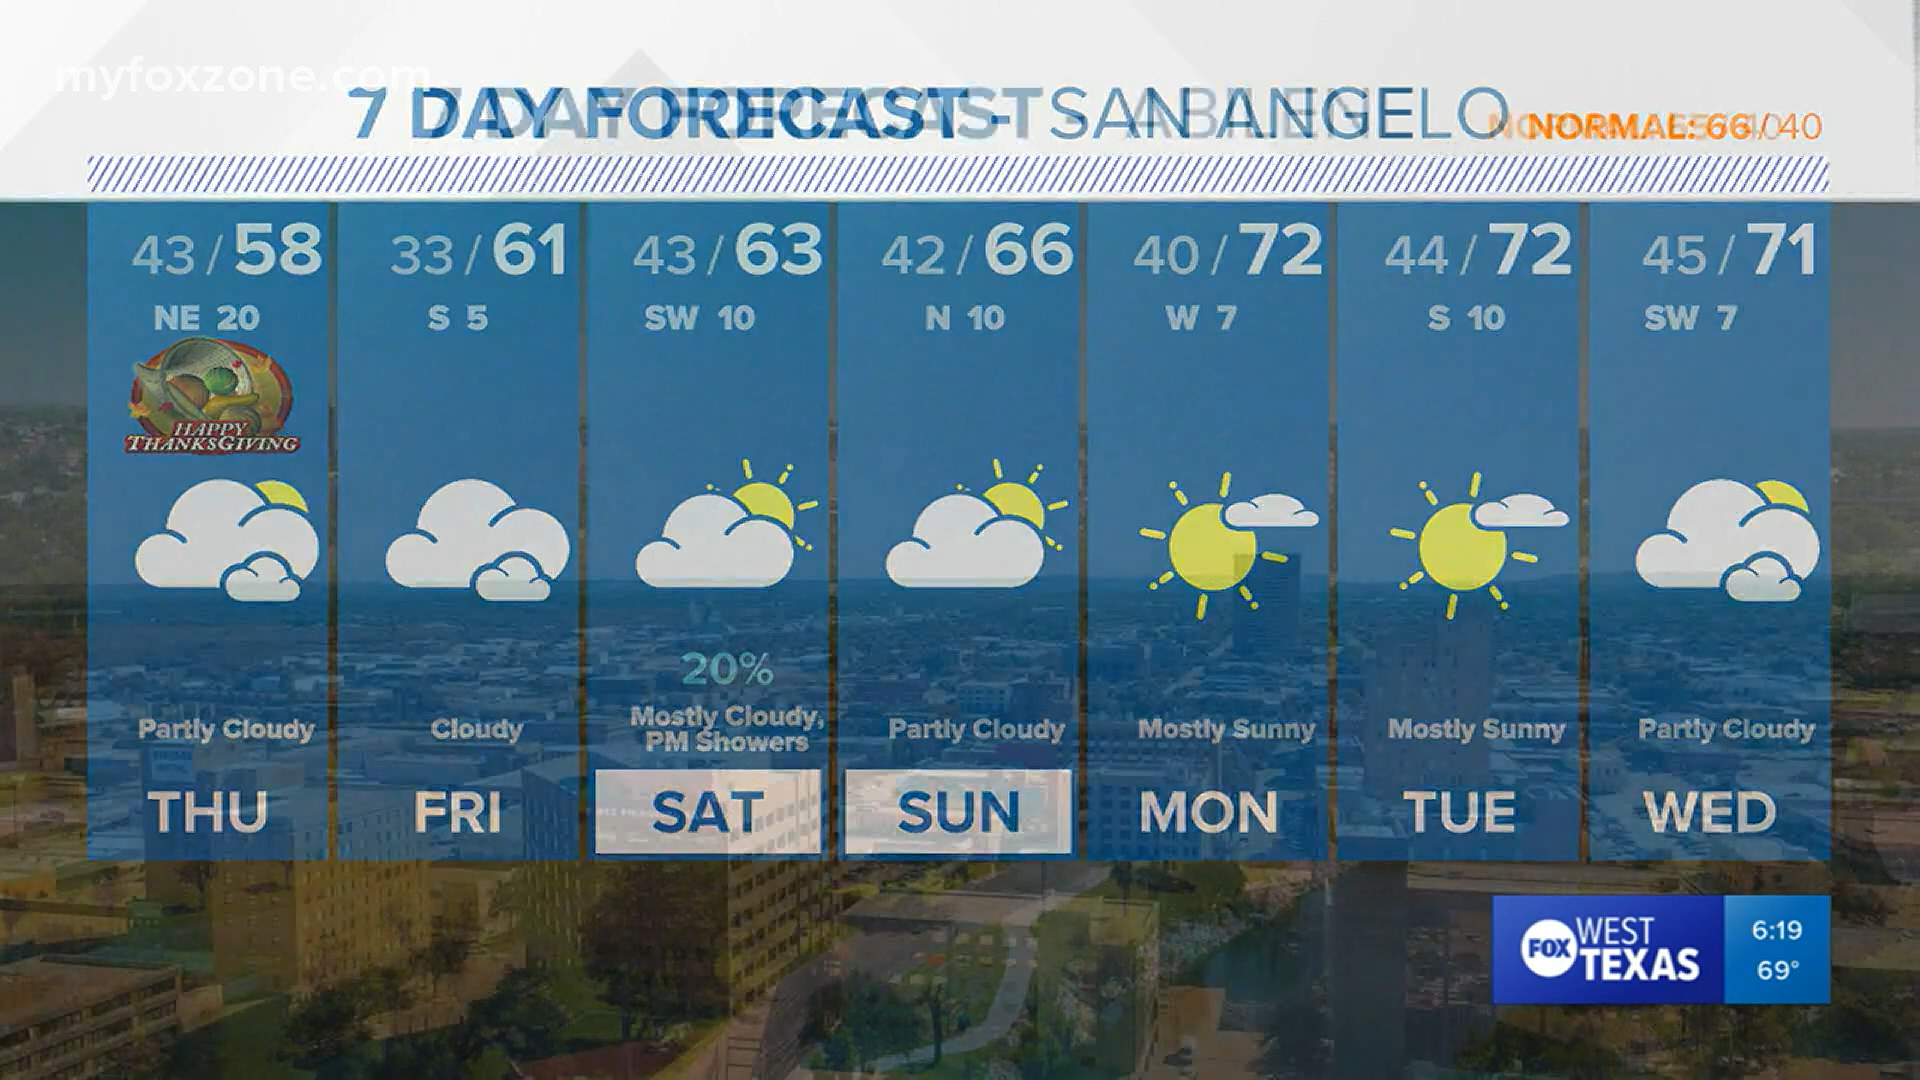 myfoxzone.com
7 DAY FORECAST - SAN ANGELO
NORMAL: 66 / 40
43 / 58
33 / 61
43 / 63
42 / 66
40 / 72
44 / 72
45 / 71
NE 20
S 5
SW 10
N 10
W 7
S 10
SW 7
HAPPY
THANKSGIVING
20%
Partly Cloudy
Cloudy
Mostly Cloudy,
PM Showers
Partly Cloudy
Mostly Sunny
Mostly Sunny
Partly Cloudy
THU
FRI
SAT
SUN
MON
TUE
WED
FOX
WEST
TEXAS
6:19
69°